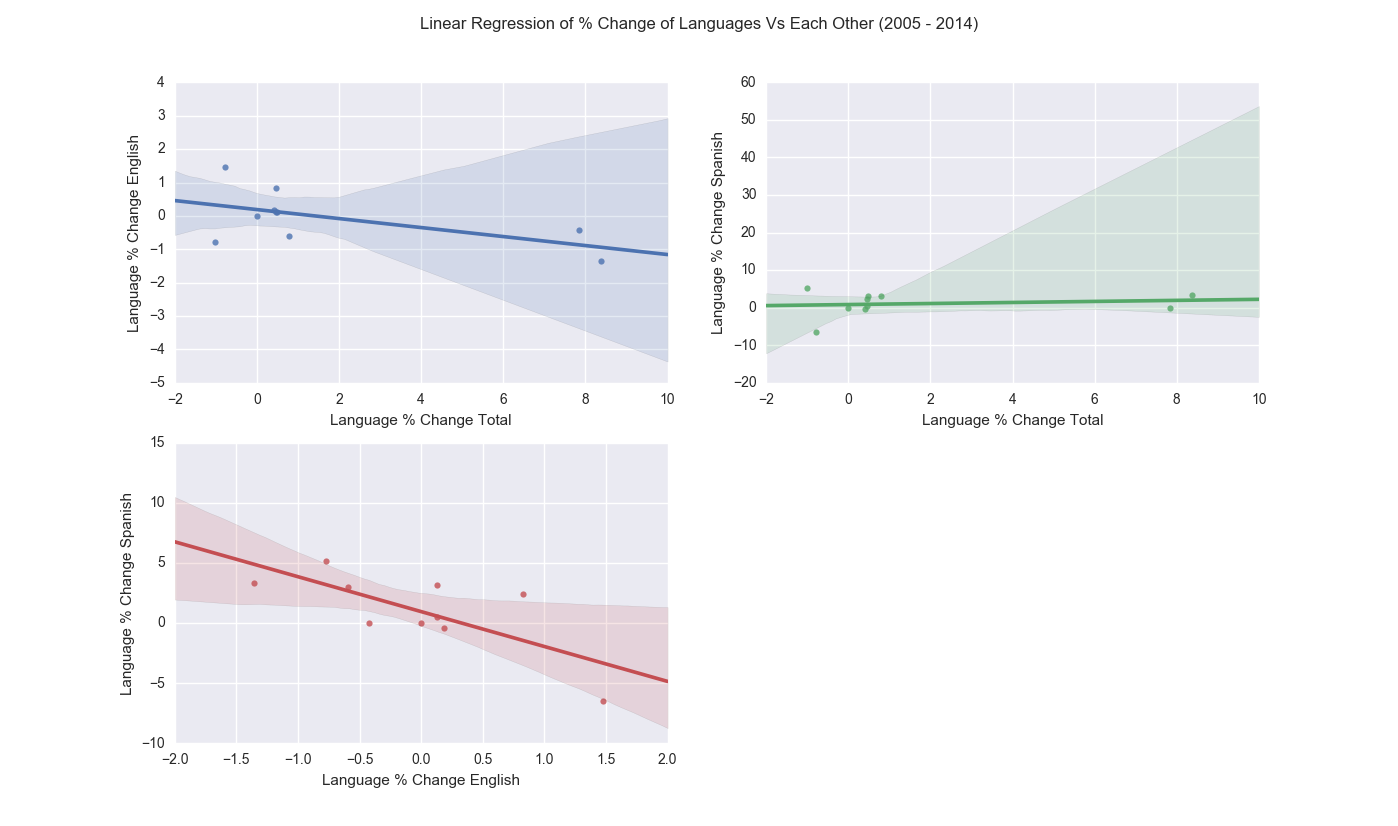 Linear Regression of % Change of Languages Vs Each Other (2005 - 2014)
4
3
2
1
0
−1
−2
−3
−4
−5
Language % Change English
−2 0 2 4 6 8 10
Language % Change Total
60
50
40
30
20
10
0
−10
−20
Language % Change Spanish
−2 0 2 4 6 8 10
Language % Change Total
15
10
5
0
−5
−10
Language % Change Spanish
−2.0 −1.5 −1.0 −0.5 0.0 0.5 1.0 1.5 2.0
Language % Change English